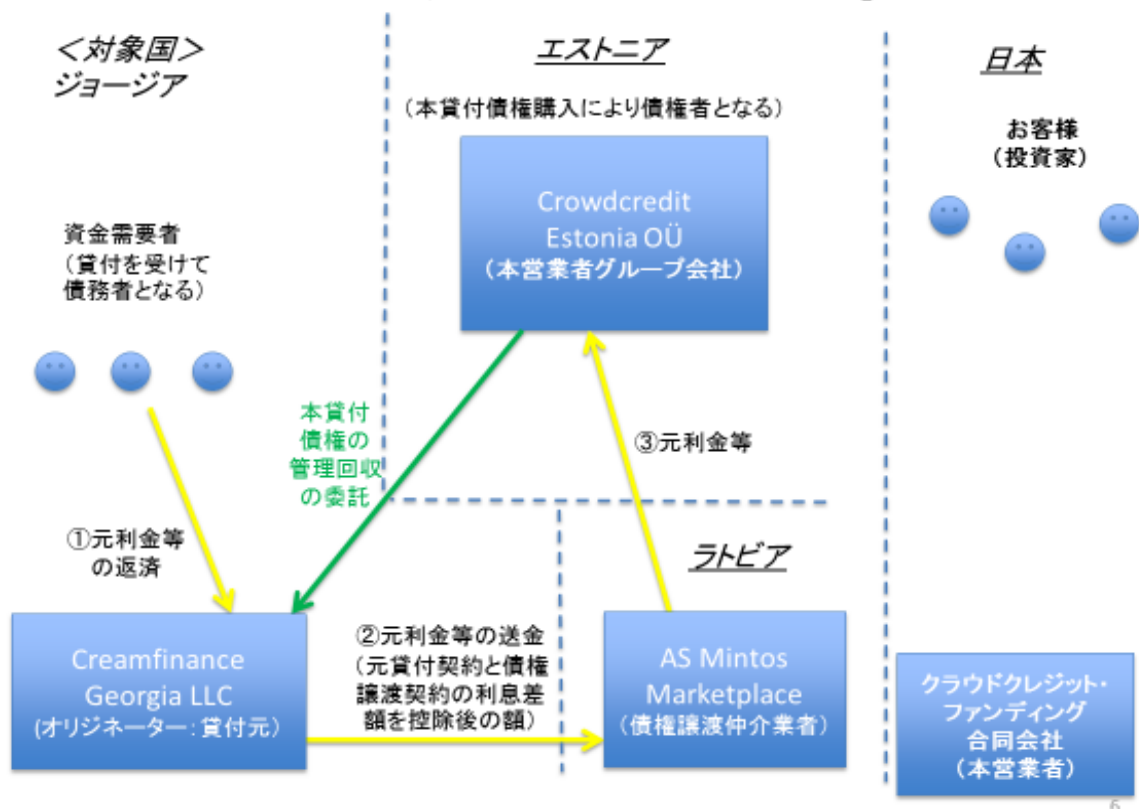 ＜対象国＞
ジョージア
資金需要者
（貸付を受けて
債務者となる）
①元利金等
の返済
Creamfinance
Georgia LLC
(オリジネーター：貸付元）
エストニア
（本貸付債権購入により債権者となる）
Crowdcredit
Estonia OÜ
（本営業者グループ会社）
本貸付
債権の
管理回収
の委託
③元利金等
②元利金等の送金
（元貸付契約と債権
譲渡契約の利息差
額を控除後の額）
ラトビア
AS Mintos
Marketplace
（債権譲渡仲介業者）
日本
お客様
（投資家）
クラウドクレジット・
ファンディング
合同会社
（本営業者）
6